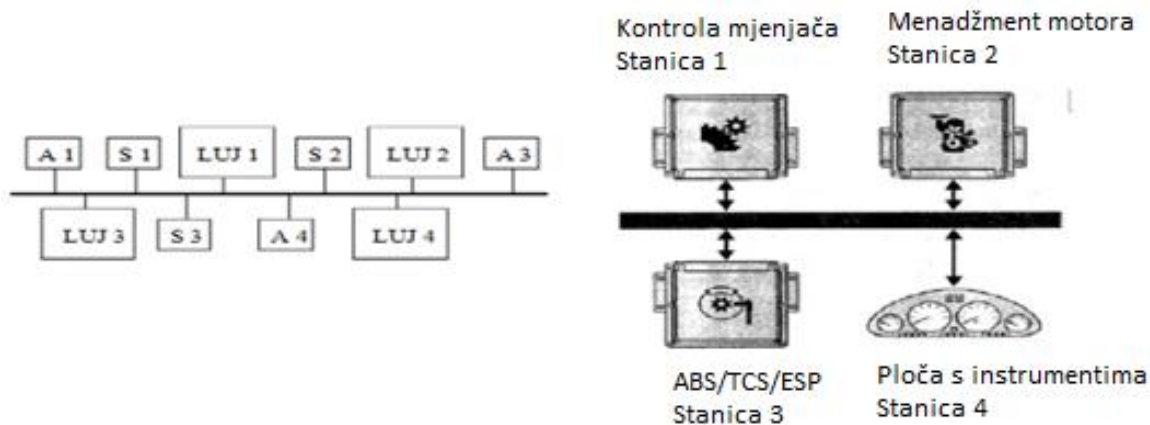 A 1
S 1
LUJ 1
S 2
LUJ 2
A 3
LUJ 3
S 3
A 4
LUJ 4
Kontrola mjenjača
Stanica 1
Menadžment motora
Stanica 2
ABS/TCS/ESP
Stanica 3
Ploča s instrumentima
Stanica 4